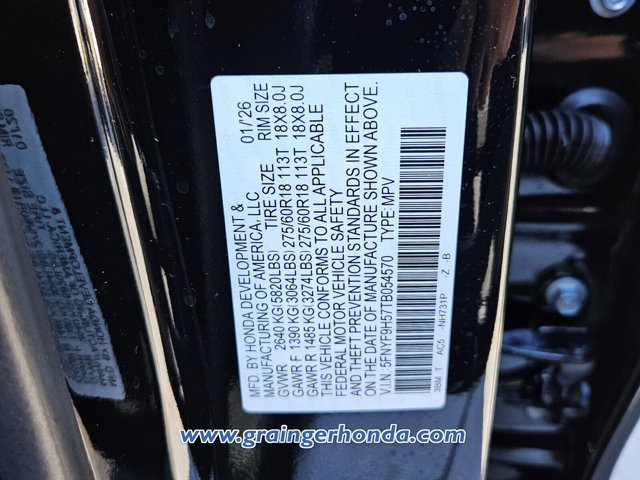 MFD. BY HONDA DEVELOPMENT & 01/'26
MANUFACTURING OF AMERICA, LLC
TIRE SIZE RIM SIZE
GVWR 2640 KG(5820LBS)
GAWR F 1390 KG(3064LBS) 275/60R18 113T 18X8.0J
GAWR R 1485 KG(3274LBS) 275/60R18 113T 18X8.0J
THIS VEHICLE CONFORMS TO ALL APPLICABLE
FEDERAL MOTOR VEHICLE SAFETY
AND THEFT PREVENTION STANDARDS IN EFFECT
ON THE DATE OF MANUFACTURE SHOWN ABOVE.
V.I.N. :5FNYF9H577TB054570 TYPE:MPV
3BM T AC5 -NH731P -Z -B
www.graingerhonda.com